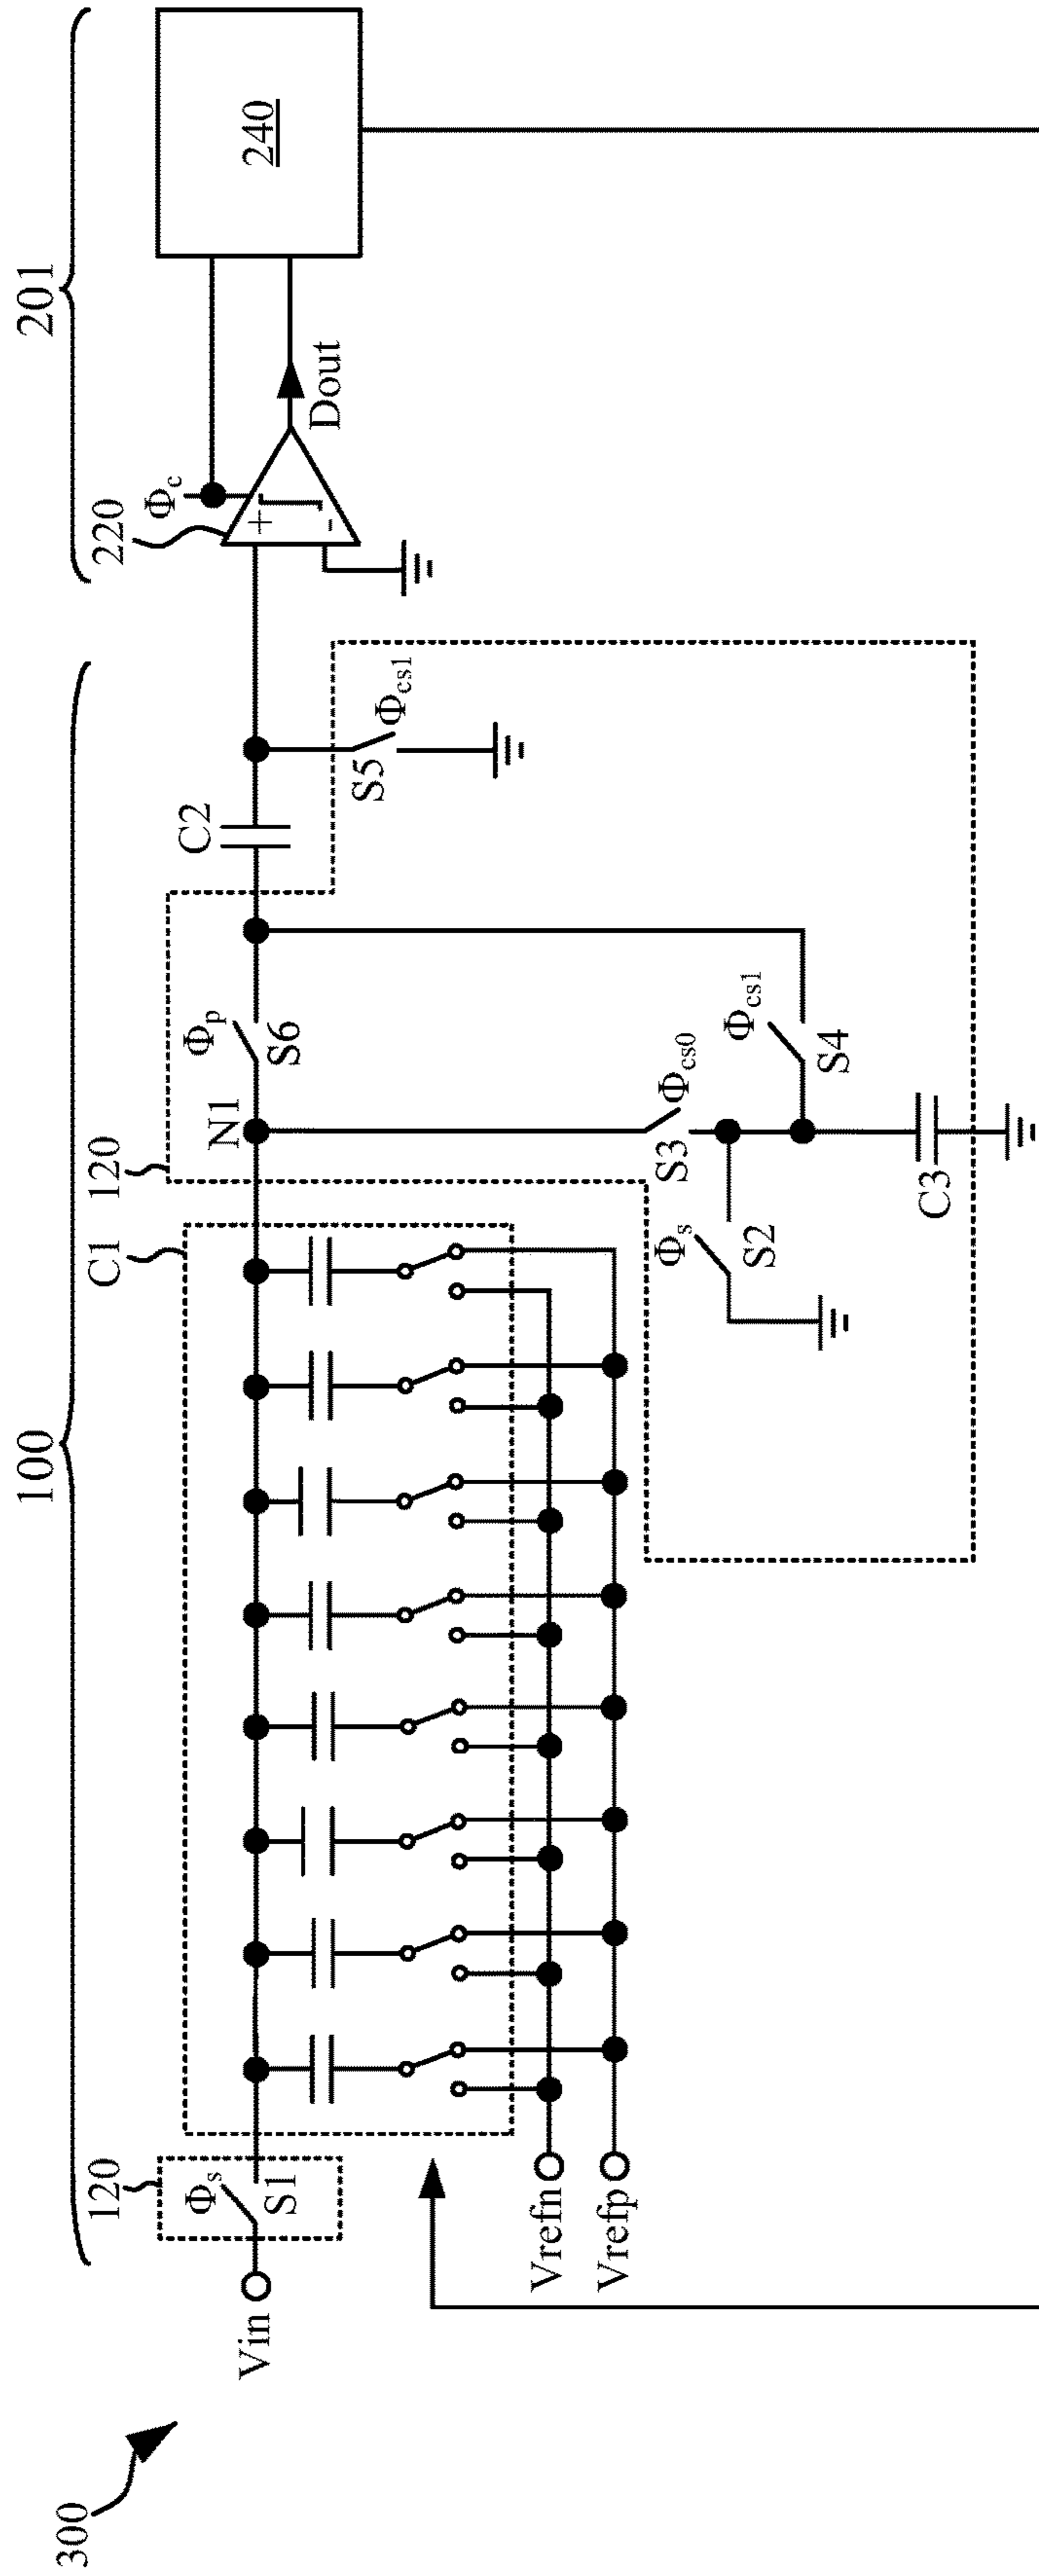 300
100
201
120
C1
120
220
Φs
S1
Vin
N1
Φp
S6
C2
Φc
+
-
Dout
240
S5
Φcs1
Φcs0
S3
Φs
S2
Φcs1
S4
C3
Vrefn
Vrefp